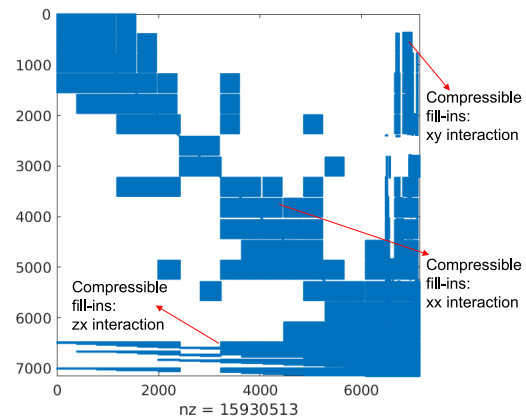 0
1000
2000
3000
4000
5000
6000
7000
0
2000
4000
6000
nz = 15930513
Compressible
fill-ins:
xy interaction
Compressible
fill-ins:
xx interaction
Compressible
fill-ins:
zx interaction